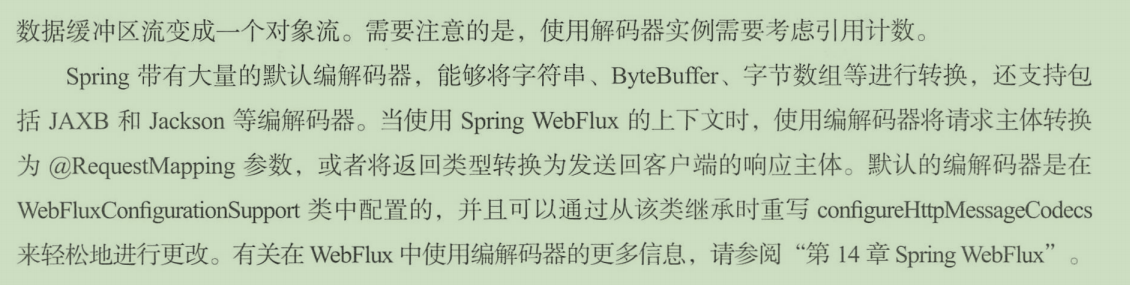 数据缓冲区流变成一个对象流。需要注意的是，使用解码器实例需要考虑引用计数。
Spring 带有大量的默认编解码器，能够将字符串、ByteBuffer、字节数组等进行转换，还支持包
括 JAXB 和 Jackson 等编解码器。当使用 Spring WebFlux 的上下文时，使用编解码器将请求主体转换
为 @RequestMapping 参数，或者将返回类型转换为发送回客户端的响应主体。默认的编解码器是在
WebFluxConfigurationSupport 类中配置的，并且可以通过从该类继承时重写 configureHttpMessageCodecs
来轻松地进行更改。有关在 WebFlux 中使用编解码器的更多信息，请参阅“第 14 章 Spring WebFlux”。